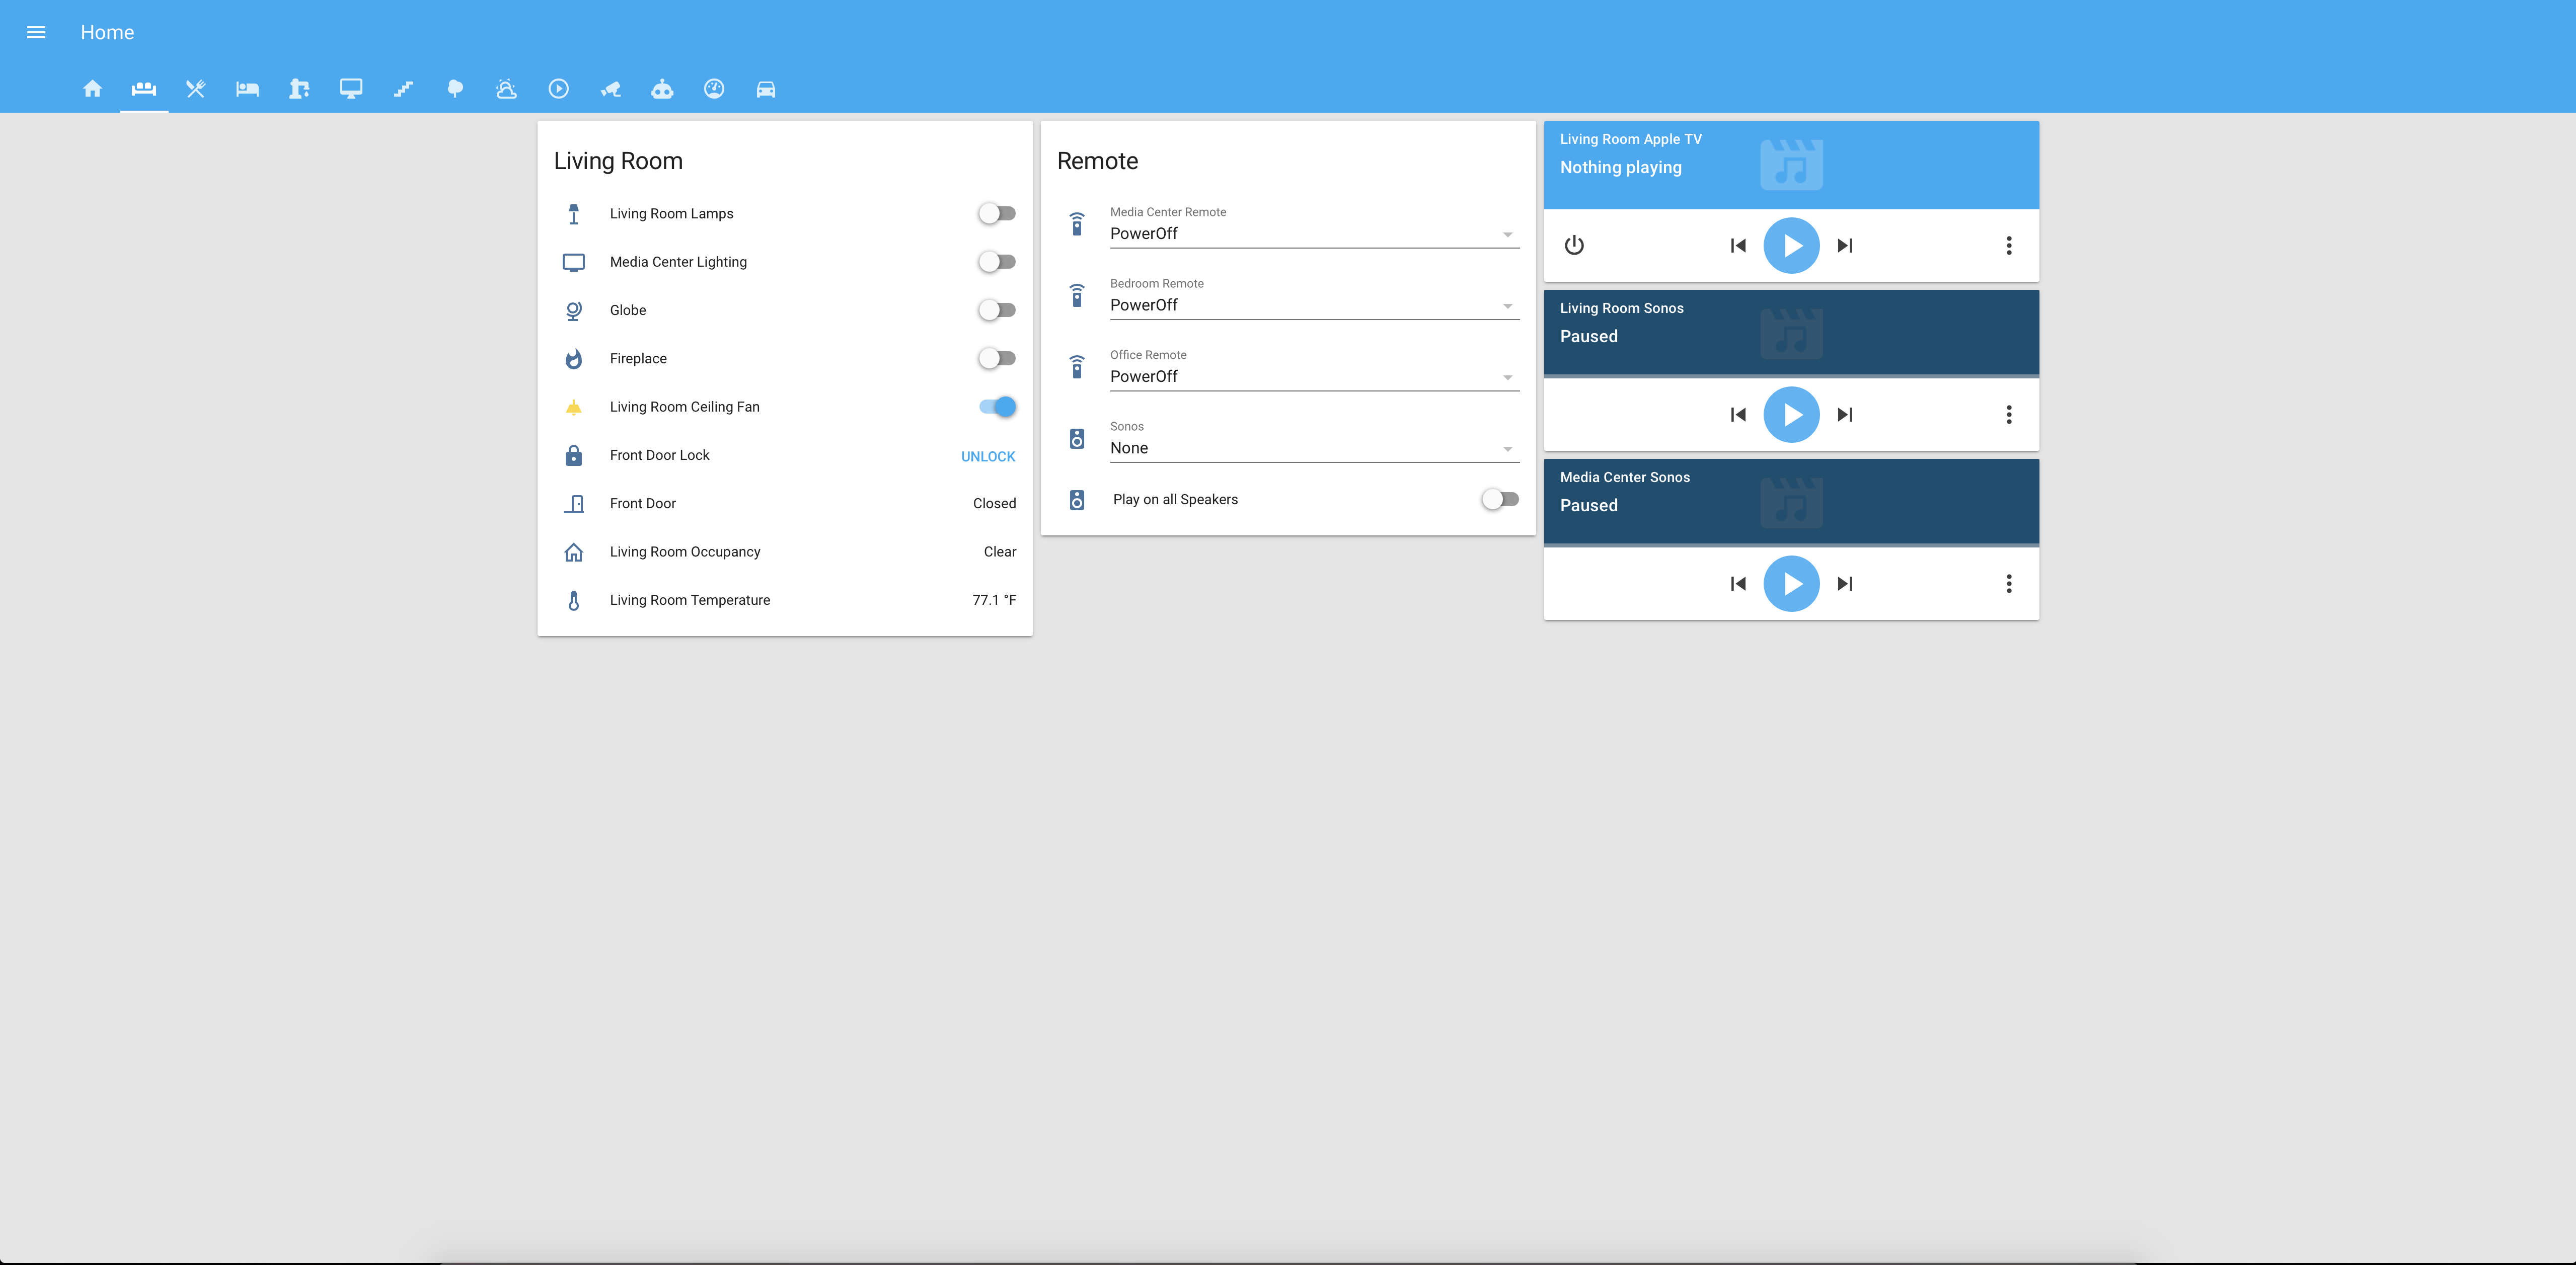 Home
Living Room
Living Room Lamps
Media Center Lighting
Globe
Fireplace
Living Room Ceiling Fan
Front Door Lock UNLOCK
Front Door Closed
Living Room Occupancy Clear
Living Room Temperature 77.1 °F
Remote
Media Center Remote
PowerOff
Bedroom Remote
PowerOff
Office Remote
PowerOff
Sonos
None
Play on all Speakers
Living Room Apple TV
Nothing playing
Living Room Sonos
Paused
Media Center Sonos
Paused